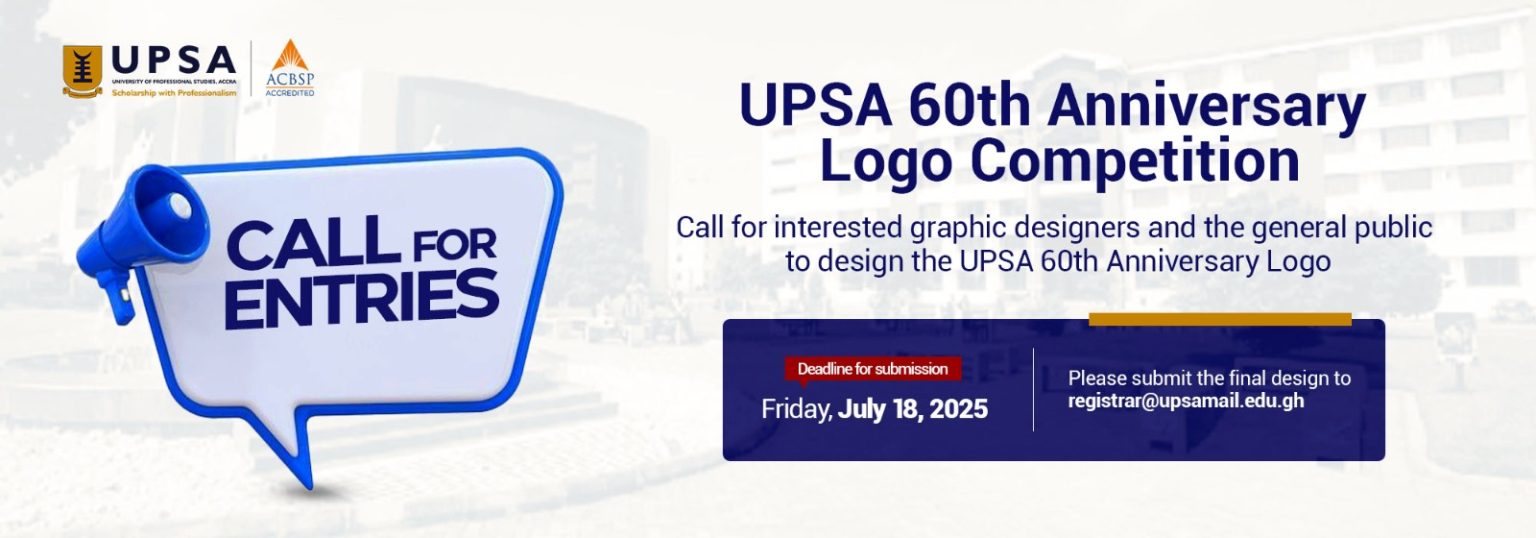 UPSA
UNIVERSITY OF PROFESSIONAL STUDIES, ACCRA
Scholarship with Professionalism
ACBSP
ACCREDITED
CALL FOR
ENTRIES
UPSA 60th Anniversary
Logo Competition
Call for interested graphic designers and the general public
to design the UPSA 60th Anniversary Logo
Deadline for submission
Friday, July 18, 2025
Please submit the final design to
registrar@upsamail.edu.gh